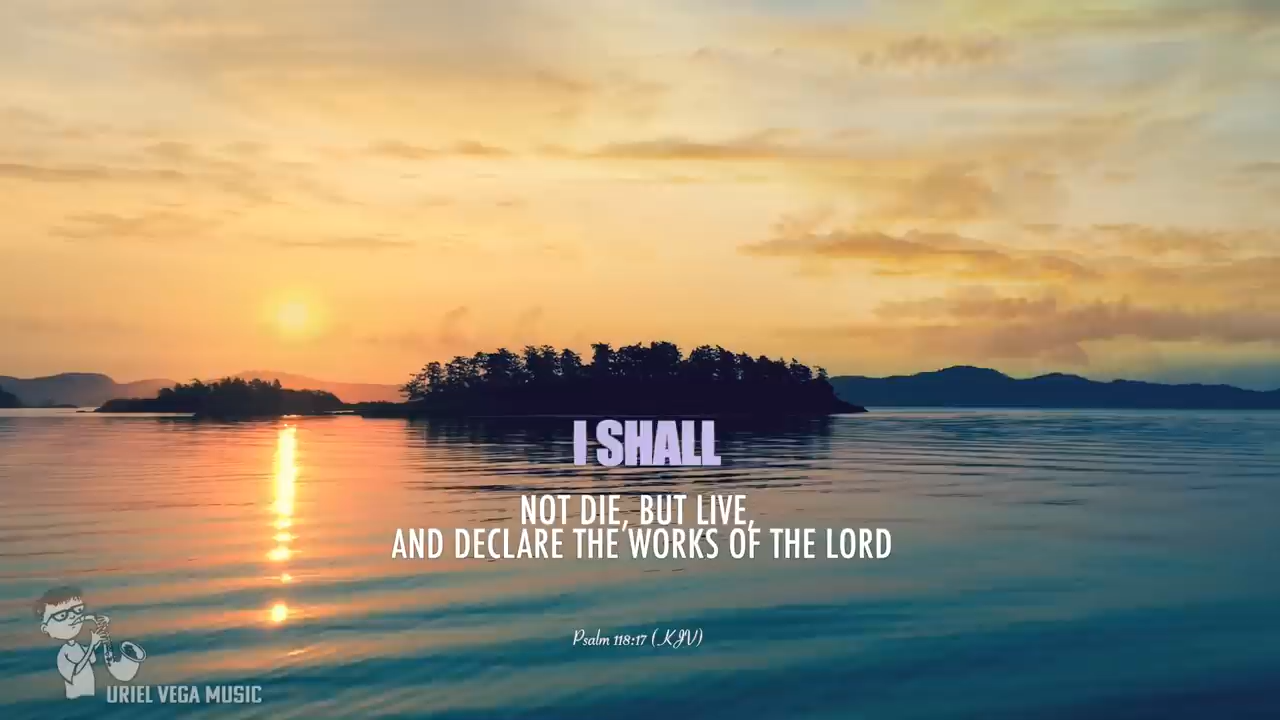 I SHALL
NOT DIE, BUT LIVE,
AND DECLARE THE WORKS OF THE LORD
Psalm 118:17 (KJV)
URIEL VEGA MUSIC